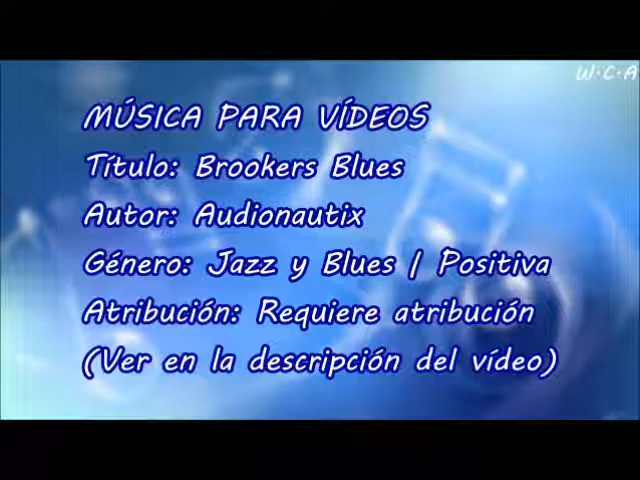 W.C.A
MÚSICA PARA VÍDEOS
Título: Brookers Blues
Autor: Audionautix
Género: Jazz y Blues / Positiva
Atribución: Requiere atribución
(Ver en la descripción del vídeo)